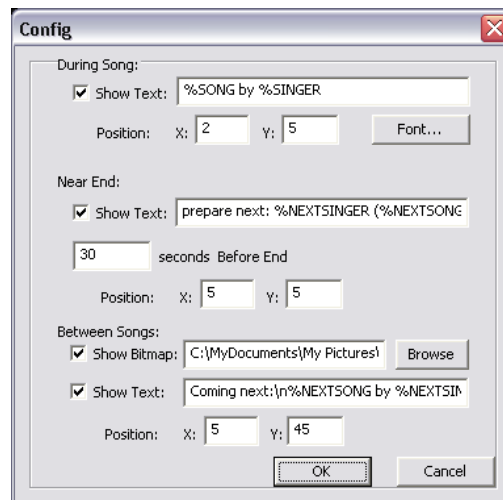 Config
During Song:
Show Text: %SONG by %SINGER
Position: X: 2 Y: 5 Font...
Near End:
Show Text: prepare next: %NEXTSINGER (%NEXTSONG
30 seconds Before End
Position: X: 5 Y: 5
Between Songs:
Show Bitmap: C:\MyDocuments\My Pictures\ Browse
Show Text: Coming next:\n%NEXTSONG by %NEXTSIN
Position: X: 5 Y: 45
OK Cancel